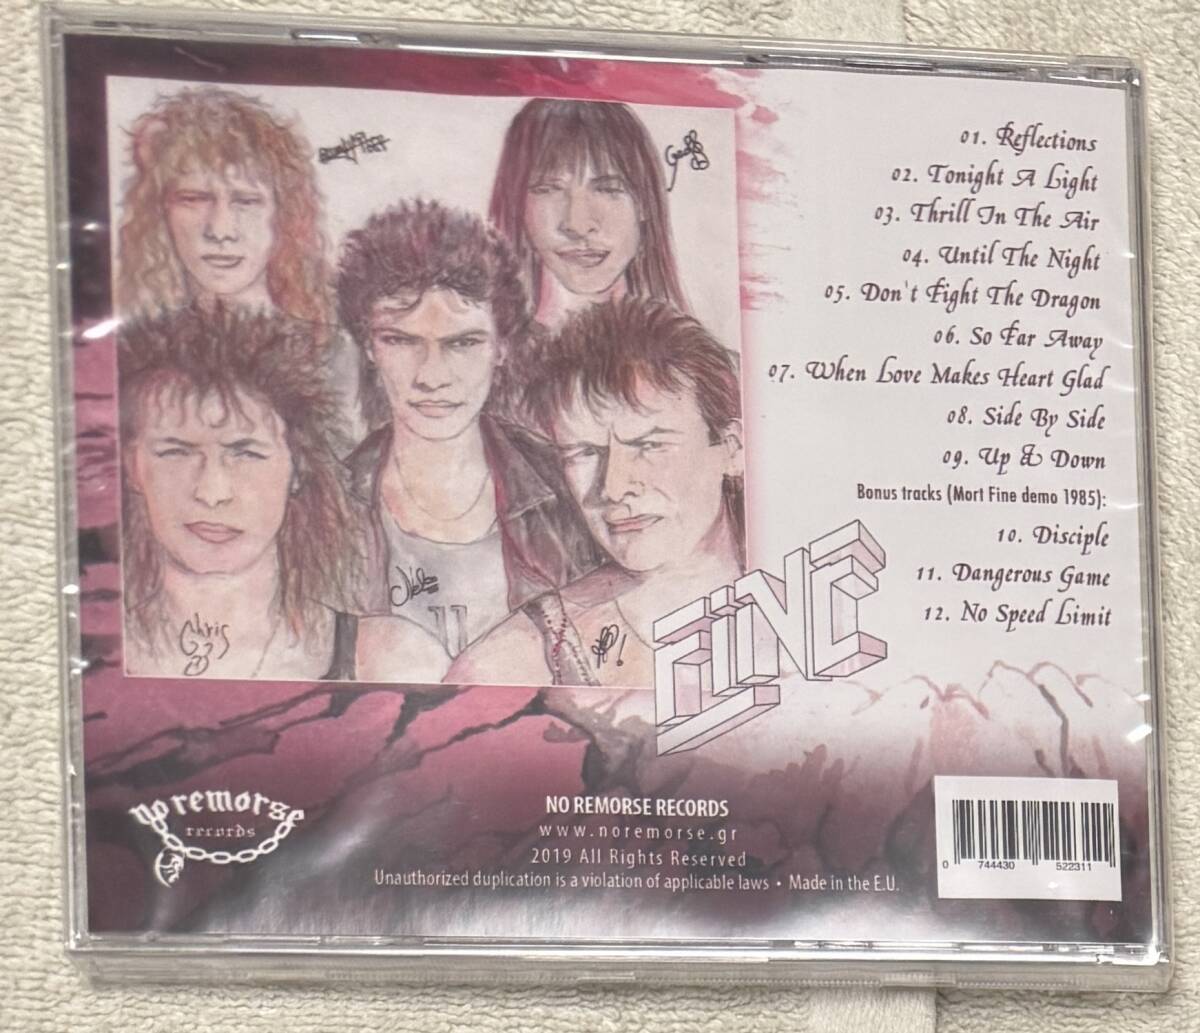 01. Reflections
02. Tonight A Light
03. Thrill In The Air
04. Until The Night
05. Don't Fight The Dragon
06. So Far Away
07. When Love Makes Heart Glad
08. Side By Side
09. Up & Down
Bonus tracks (Mort Fine demo 1985):
10. Disciple
11. Dangerous Game
12. No Speed Limit
Chris
FiNE
no remorse
records
NO REMORSE RECORDS
www.noremorse.gr
2019 All Rights Reserved
Unauthorized duplication is a violation of applicable laws • Made in the E.U.
0 744430 522311